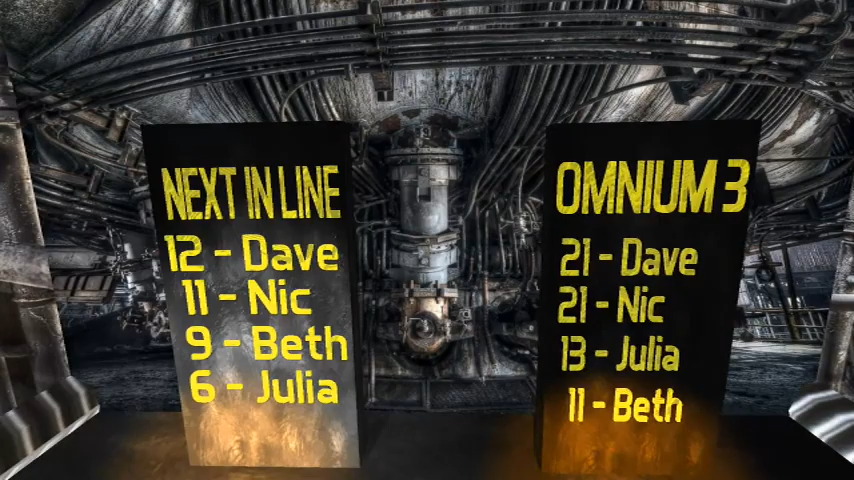 NEXT IN LINE
12 - Dave
11 - Nic
9 - Beth
6 - Julia
OMNIUM 3
21 - Dave
21 - Nic
13 - Julia
11 - Beth